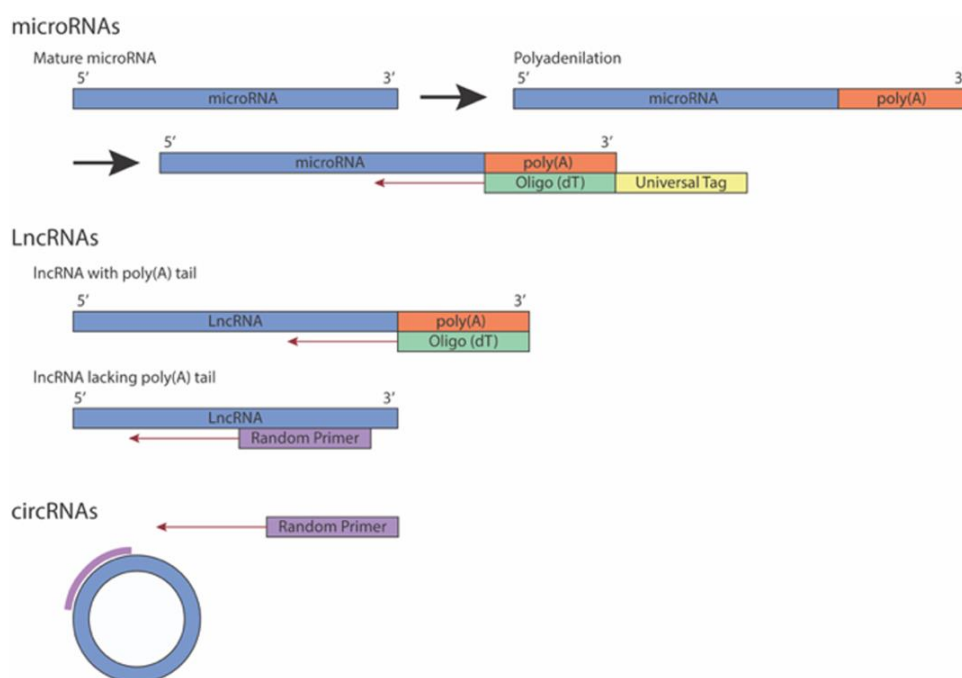 microRNAs
Mature microRNA
Polyadenilation
5’ 3’ 5’ 3
microRNA microRNA poly(A)
5’ 3’
microRNA poly(A)
Oligo (dT) Universal Tag
LncRNAs
lncRNA with poly(A) tail
5’ 3’
LncRNA poly(A)
Oligo (dT)
lncRNA lacking poly(A) tail
5’ 3’
LncRNA
Random Primer
circRNAs
Random Primer